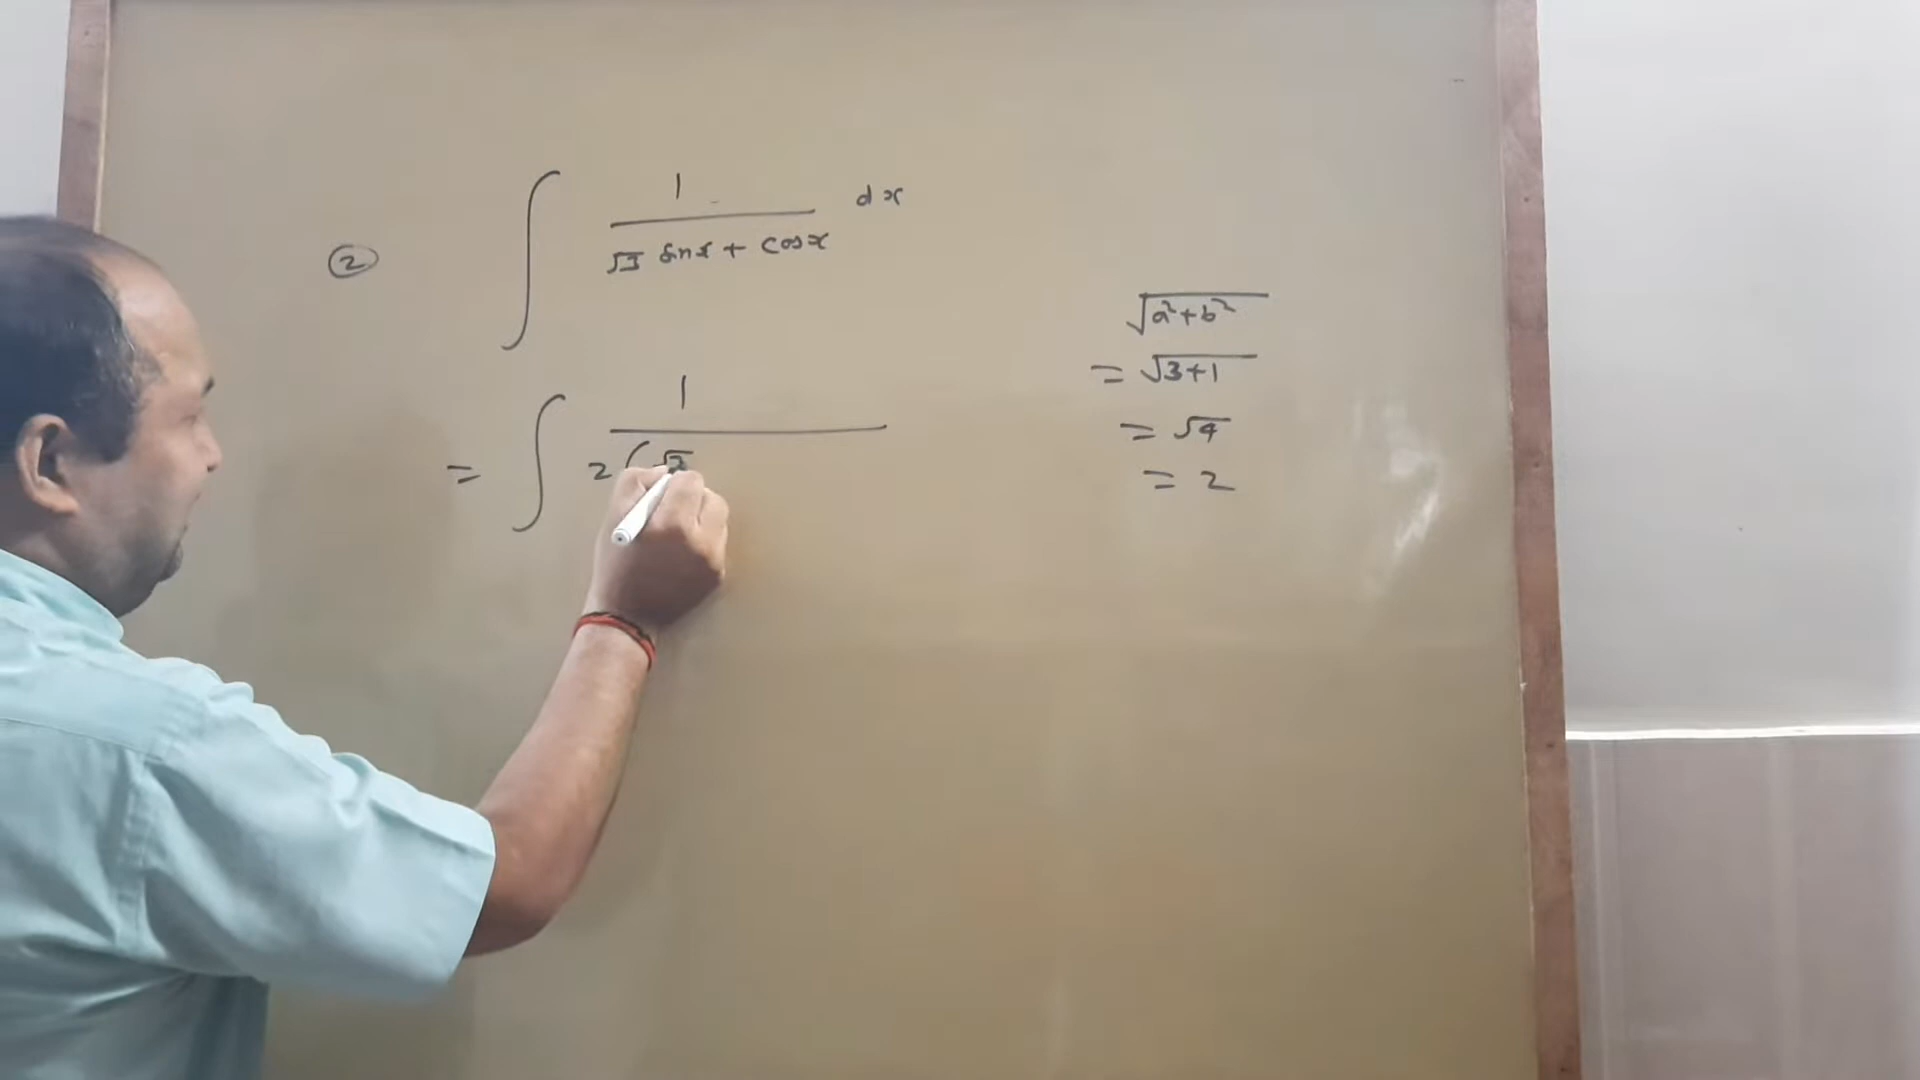 ② ∫ 1 / (√3 sinx + cosx) dx
= ∫ 1 / 2(√3
√a²+b²
= √3+1
= √4
= 2